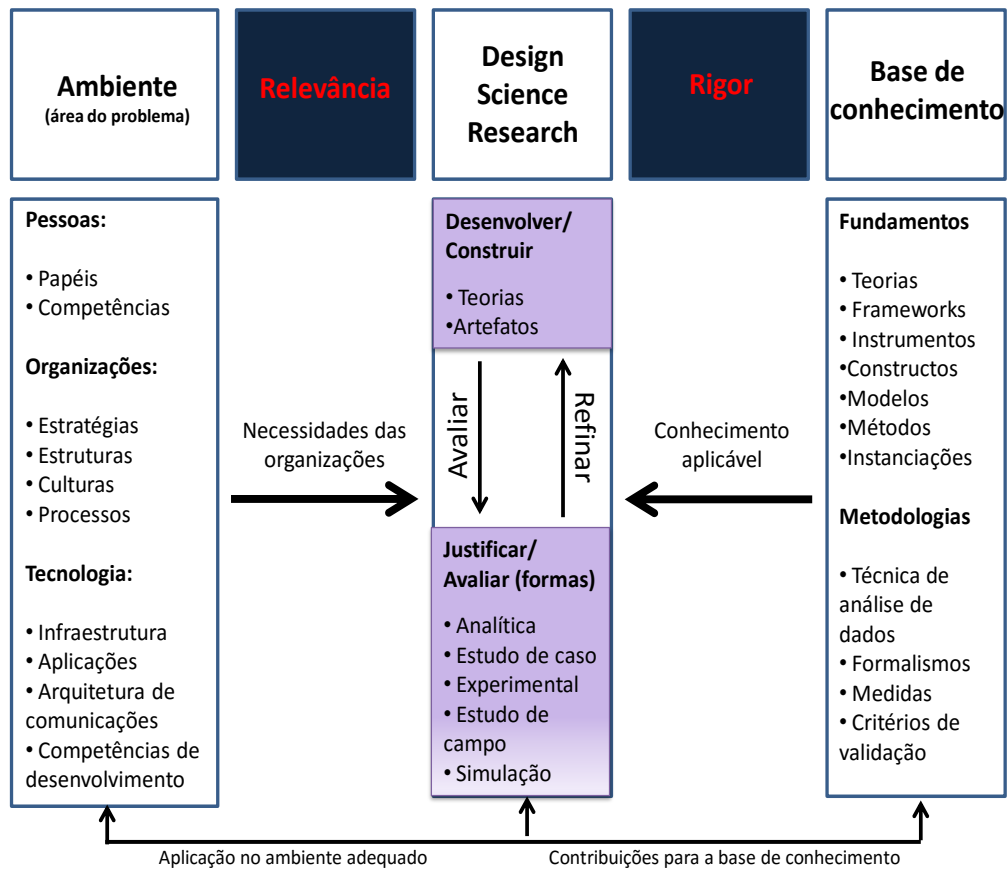 Ambiente
(área do problema)
Relevância
Design
Science
Research
Rigor
Base de
conhecimento
Pessoas:
• Papéis
• Competências
Organizações:
• Estratégias
• Estruturas
• Culturas
• Processos
Tecnologia:
• Infraestrutura
• Aplicações
• Arquitetura de
comunicações
• Competências de
desenvolvimento
Necessidades das
organizações
Desenvolver/
Construir
• Teorias
•Artefatos
Avaliar
Refinar
Justificar/
Avaliar (formas)
• Analítica
• Estudo de caso
• Experimental
• Estudo de
campo
• Simulação
Conhecimento
aplicável
Fundamentos
• Teorias
• Frameworks
• Instrumentos
•Constructos
•Modelos
•Métodos
•Instanciações
Metodologias
• Técnica de
análise de
dados
• Formalismos
• Medidas
• Critérios de
validação
Aplicação no ambiente adequado
Contribuições para a base de conhecimento